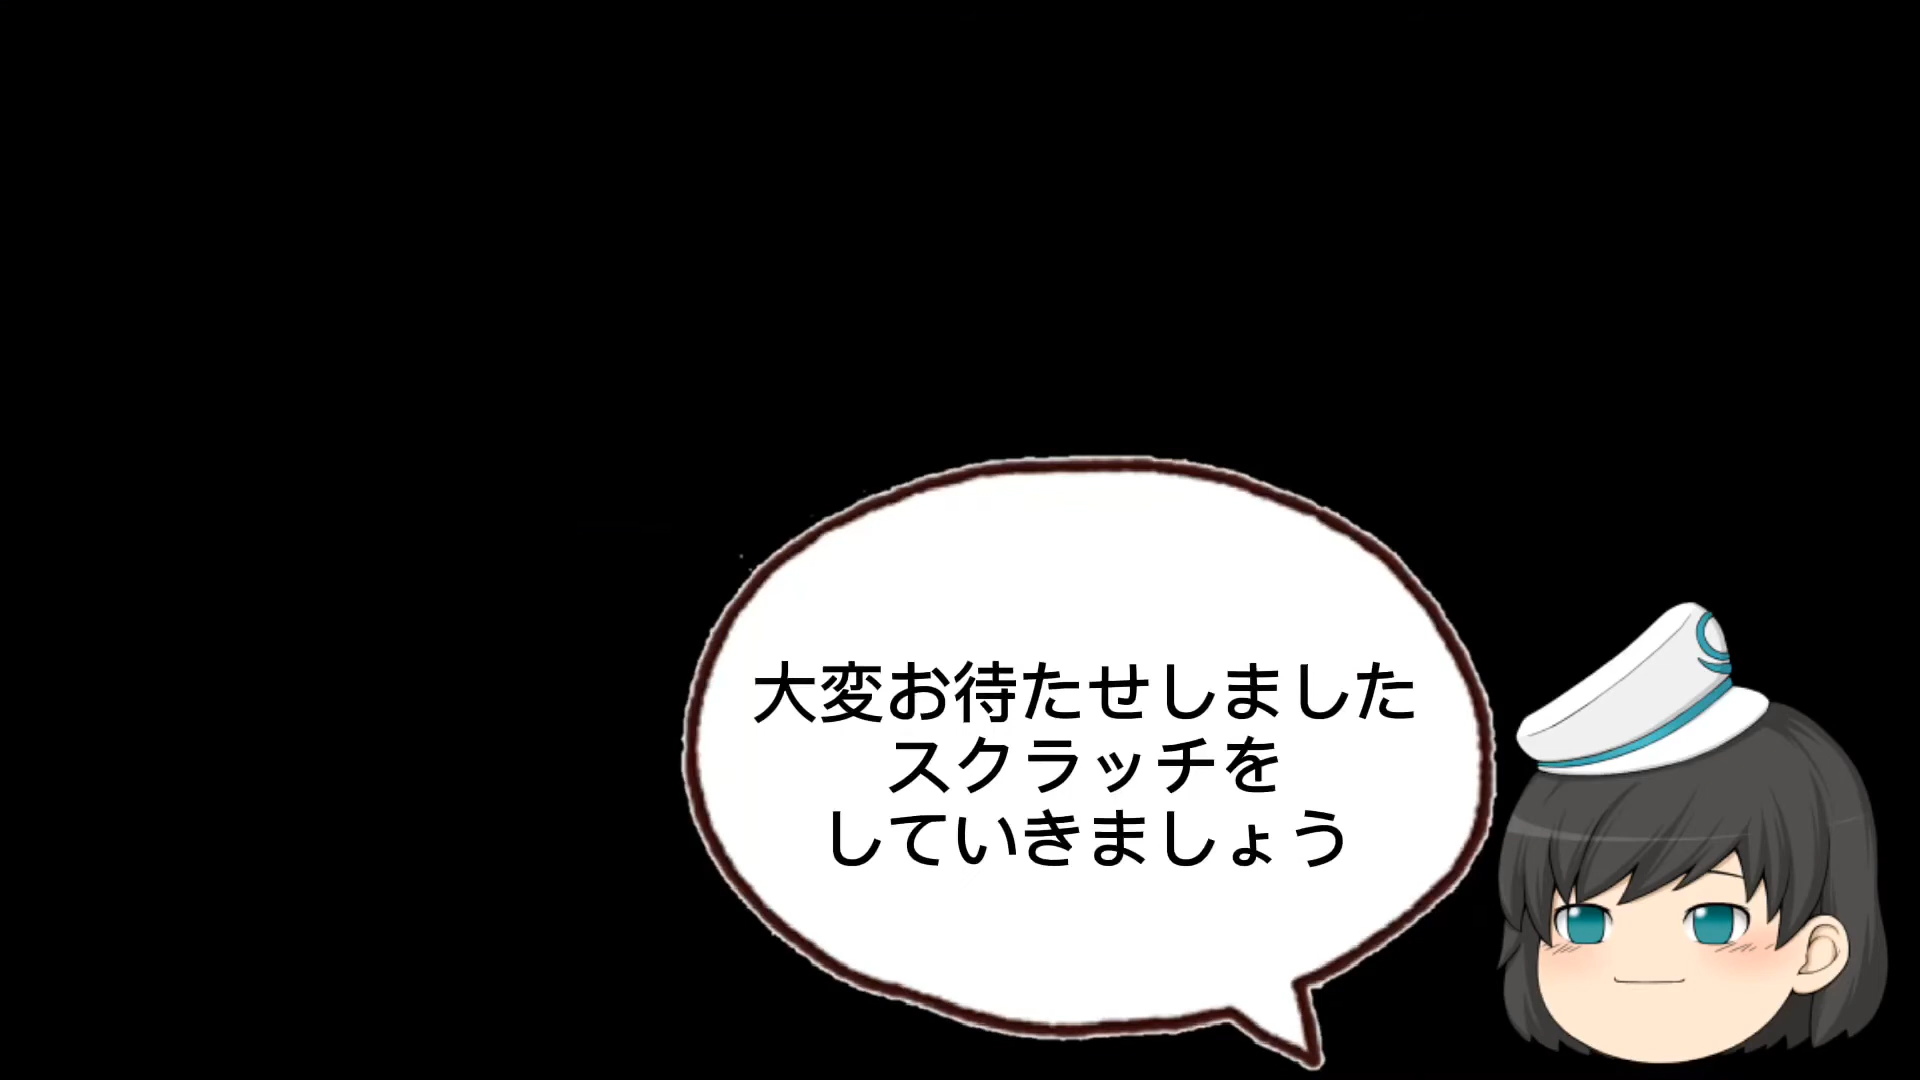 大変お待たせしました
スクラッチを
していきましょう